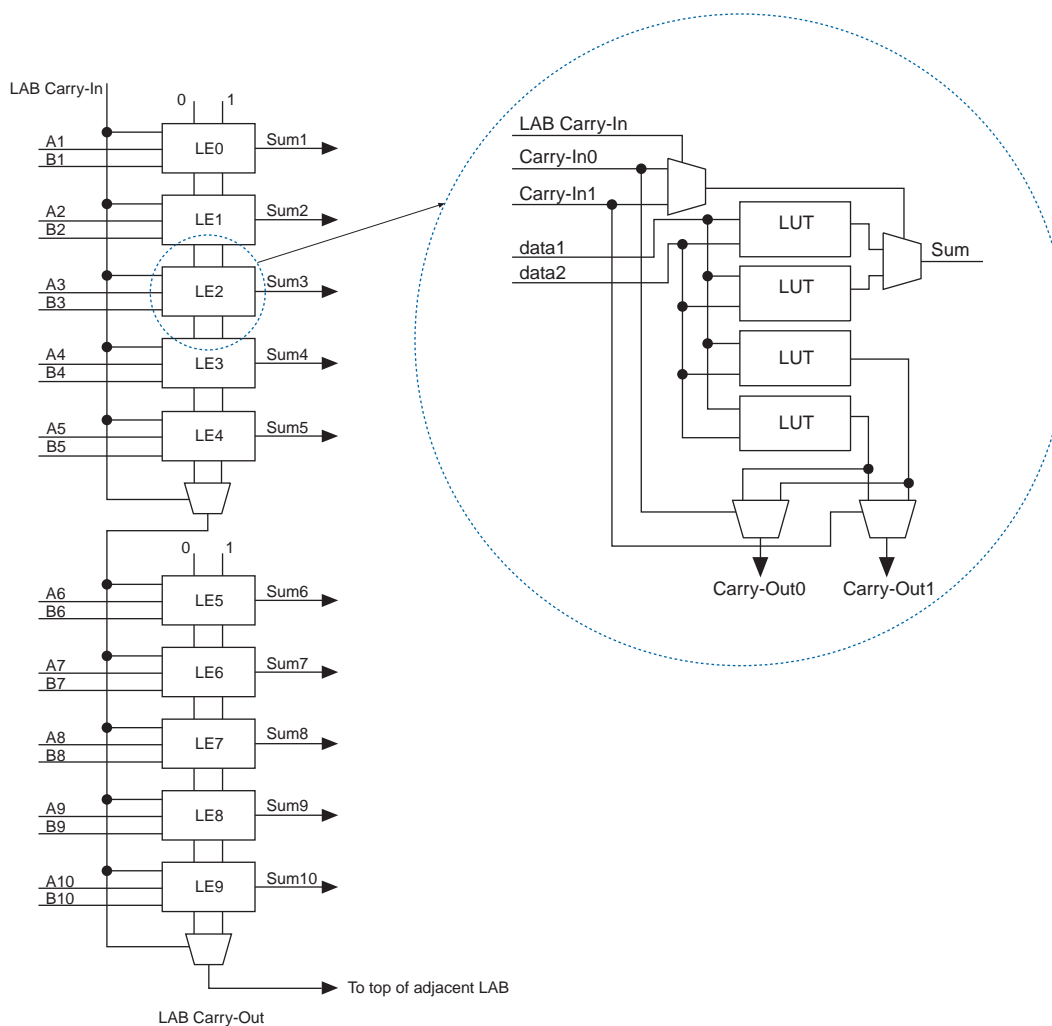 LAB Carry-In
0 1
A1
B1
LE0
Sum1
A2
B2
LE1
Sum2
A3
B3
LE2
Sum3
A4
B4
LE3
Sum4
A5
B5
LE4
Sum5
0 1
A6
B6
LE5
Sum6
A7
B7
LE6
Sum7
A8
B8
LE7
Sum8
A9
B9
LE8
Sum9
A10
B10
LE9
Sum10
To top of adjacent LAB
LAB Carry-Out
LAB Carry-In
Carry-In0
Carry-In1
data1
data2
LUT
LUT
LUT
LUT
Sum
Carry-Out0
Carry-Out1